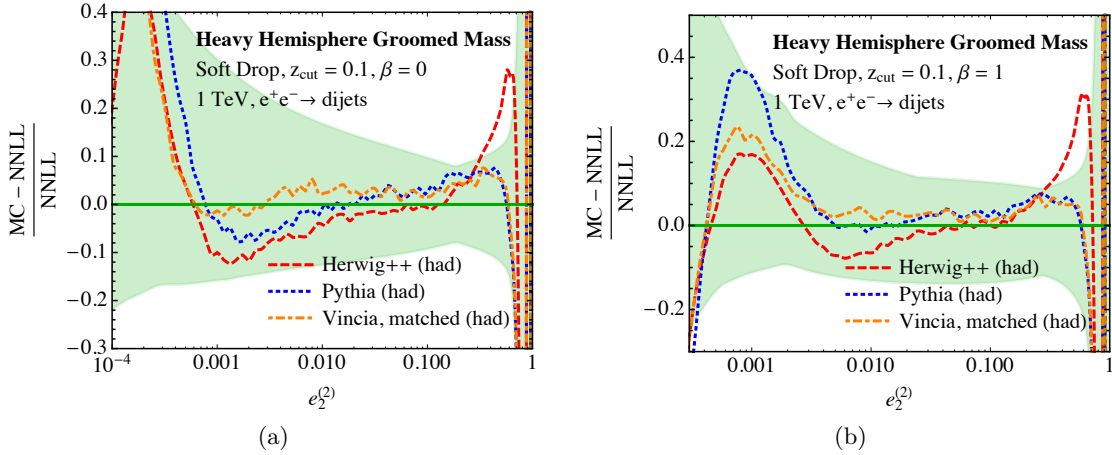 0.4
0.3
0.2
0.1
0.0
−0.1
−0.2
−0.3
MC − NNLL
NNLL
Heavy Hemisphere Groomed Mass
Soft Drop, z_cut = 0.1, β = 0
1 TeV, e⁺e⁻ → dijets
Herwig++ (had)
Pythia (had)
Vincia, matched (had)
10⁻⁴ 0.001 0.010 0.100 1
e₂⁽²⁾
(a)
0.4
0.2
0.0
−0.2
MC − NNLL
NNLL
Heavy Hemisphere Groomed Mass
Soft Drop, z_cut = 0.1, β = 1
1 TeV, e⁺e⁻ → dijets
Herwig++ (had)
Pythia (had)
Vincia, matched (had)
0.001 0.010 0.100 1
e₂⁽²⁾
(b)